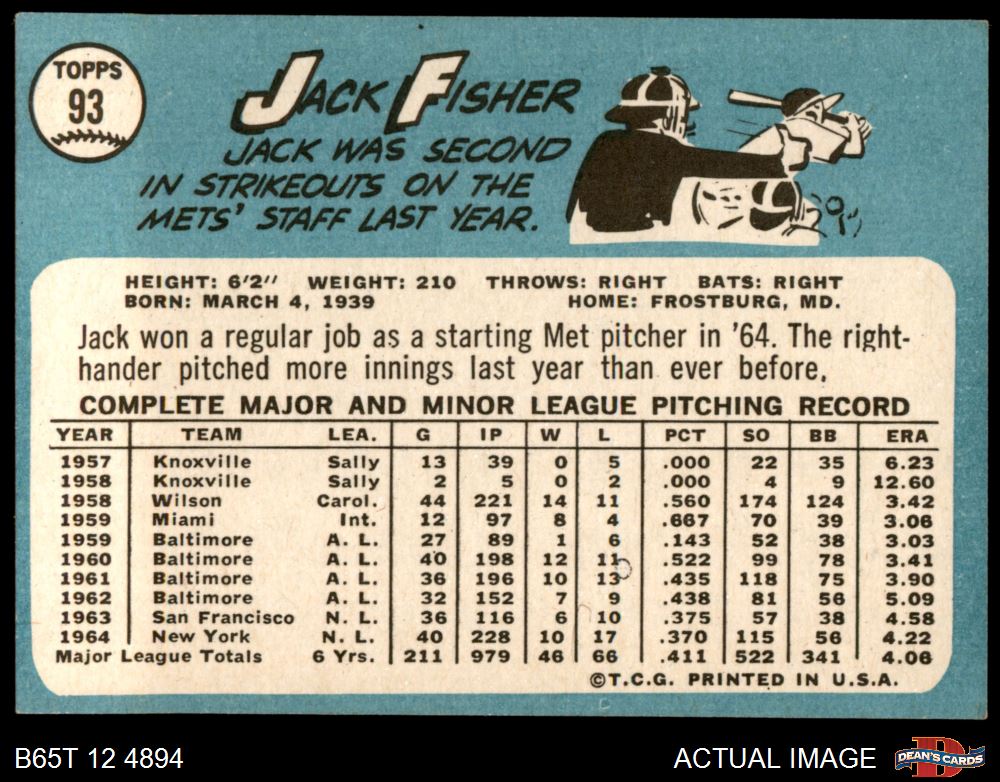 TOPPS
93
JACK FISHER
JACK WAS SECOND
IN STRIKEOUTS ON THE
METS' STAFF LAST YEAR.
HEIGHT: 6'2" WEIGHT: 210 THROWS: RIGHT BATS: RIGHT
BORN: MARCH 4, 1939 HOME: FROSTBURG, MD.
Jack won a regular job as a starting Met pitcher in '64. The right-
hander pitched more innings last year than ever before.
COMPLETE MAJOR AND MINOR LEAGUE PITCHING RECORD
YEAR TEAM LEA. G IP W L PCT SO BB ERA
1957 Knoxville Sally 13 39 0 5 .000 22 35 6.23
1958 Knoxville Sally 2 5 0 2 .000 4 9 12.60
1958 Wilson Carol. 44 221 14 11 .560 174 124 3.42
1959 Miami Int. 12 97 8 4 .667 70 39 3.06
1959 Baltimore A. L. 27 89 1 6 .143 52 38 3.03
1960 Baltimore A. L. 40 198 12 11 .522 99 78 3.41
1961 Baltimore A. L. 36 196 10 13 .435 118 75 3.90
1962 Baltimore A. L. 32 152 7 9 .438 81 56 5.09
1963 San Francisco N. L. 36 116 6 10 .375 57 38 4.58
1964 New York N. L. 40 228 10 17 .370 115 56 4.22
Major League Totals 6 Yrs. 211 979 46 66 .411 522 341 4.06
©T.C.G. PRINTED IN U.S.A.
B65T 12 4894
ACTUAL IMAGE
D
DEAN'S CARDS